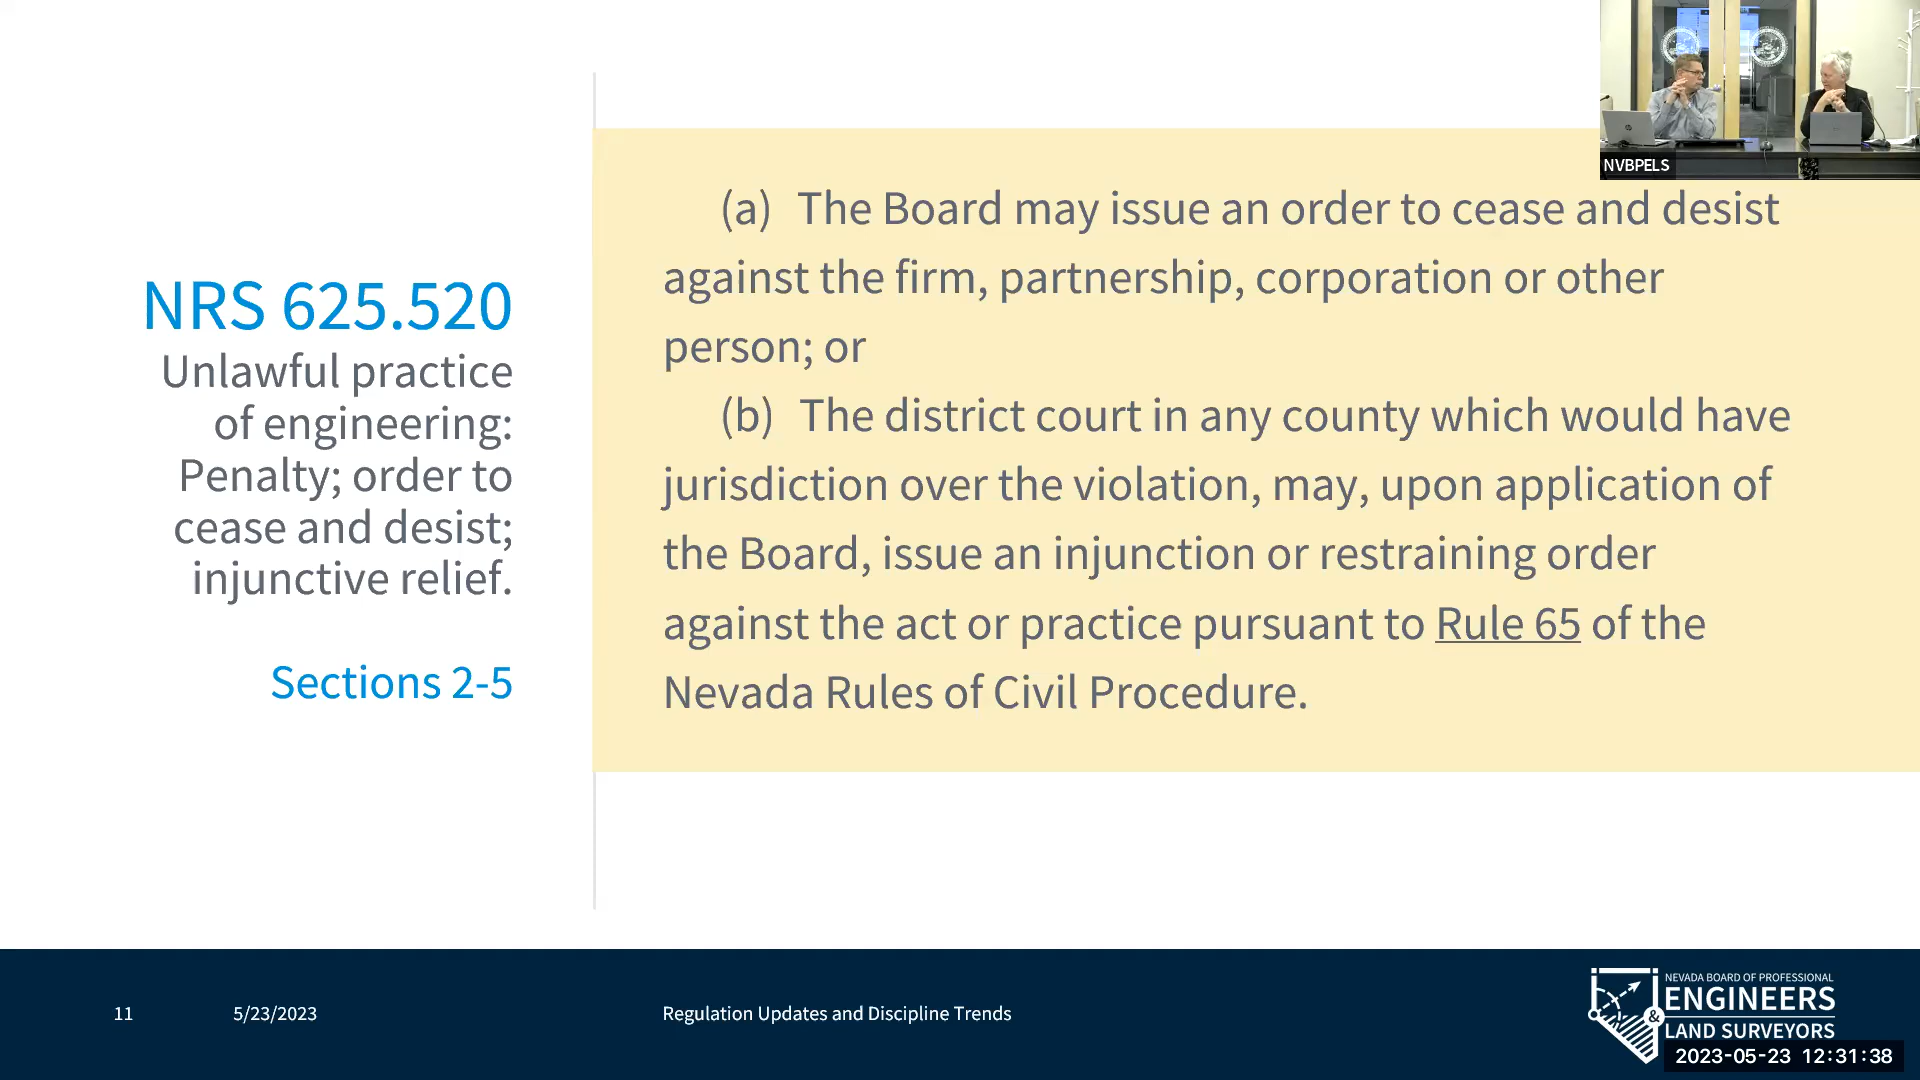 NVBPELS
NRS 625.520
Unlawful practice
of engineering:
Penalty; order to
cease and desist;
injunctive relief.
Sections 2-5
(a) The Board may issue an order to cease and desist
against the firm, partnership, corporation or other
person; or
(b) The district court in any county which would have
jurisdiction over the violation, may, upon application of
the Board, issue an injunction or restraining order
against the act or practice pursuant to Rule 65 of the
Nevada Rules of Civil Procedure.
11
5/23/2023
Regulation Updates and Discipline Trends
NEVADA BOARD OF PROFESSIONAL
ENGINEERS
& LAND SURVEYORS
2023-05-23 12:31:38